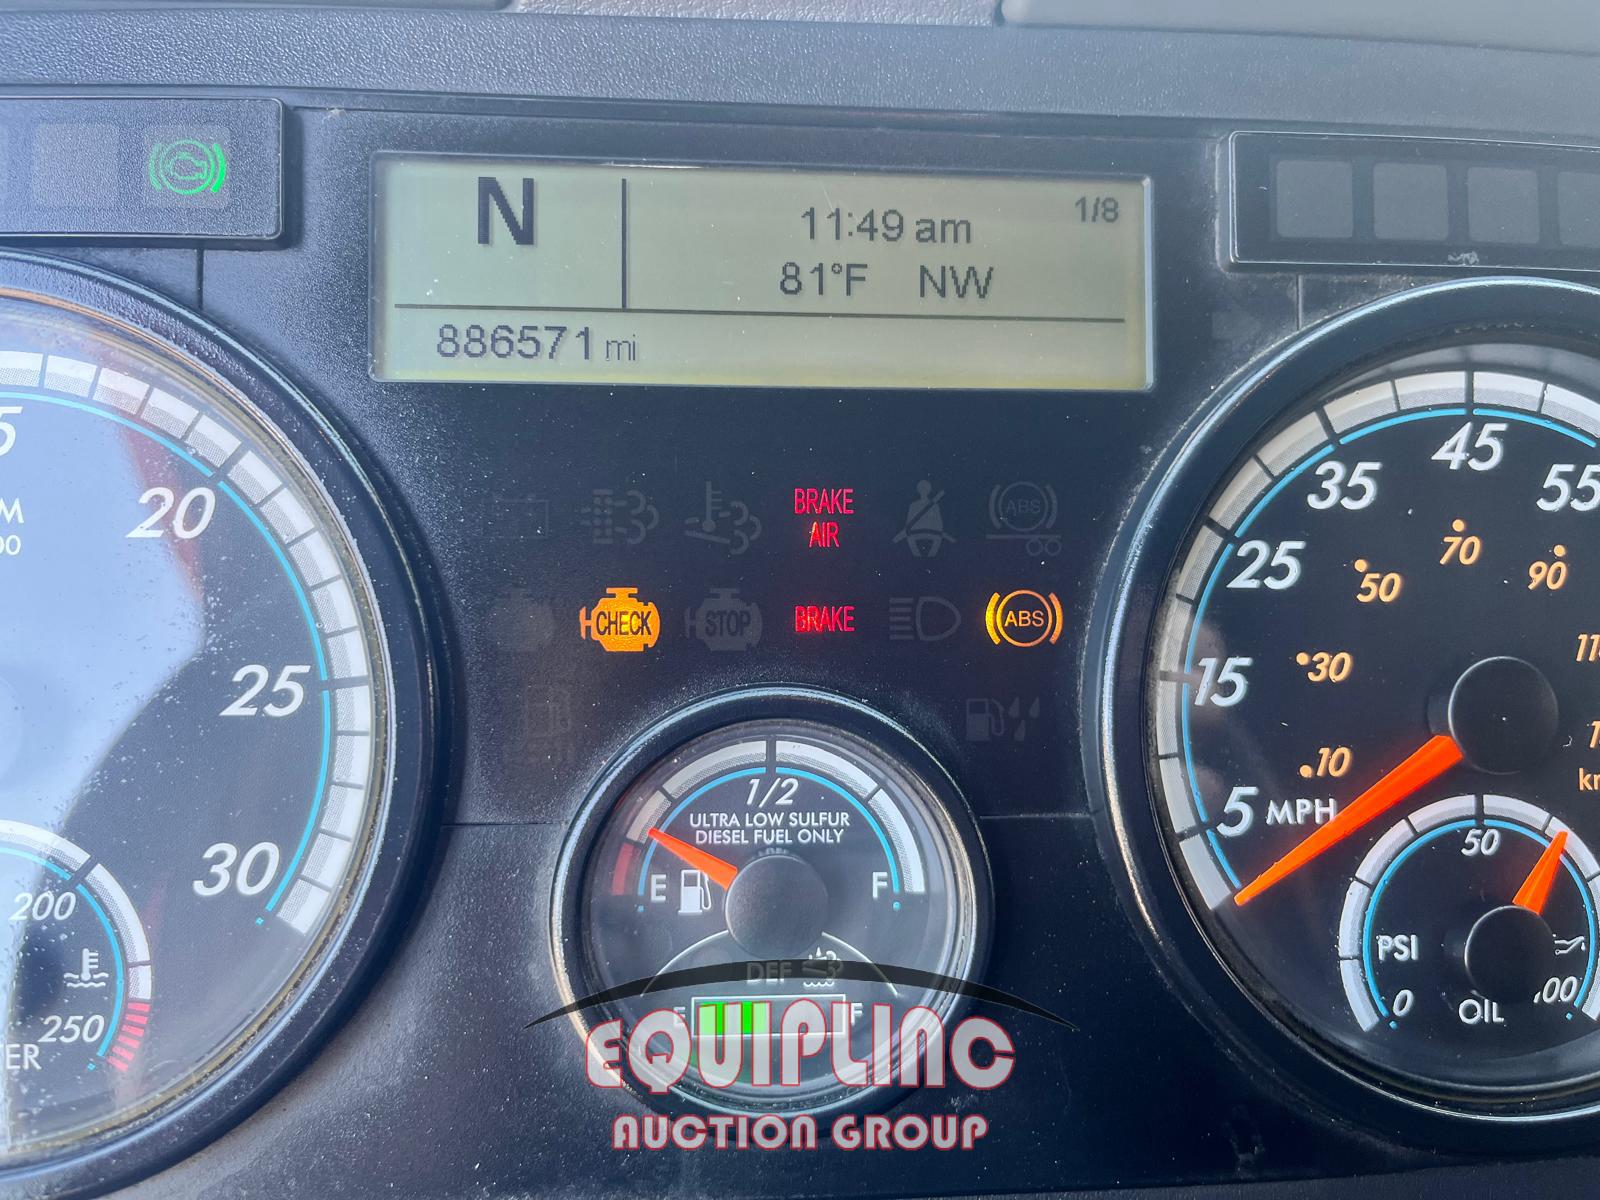 N
11:49 am
1/8
81°F NW
886571 mi
5
20
25
30
200
250
BRAKE
AIR
ABS
CHECK
STOP
BRAKE
ABS
1/2
ULTRA LOW SULFUR
DIESEL FUEL ONLY
E F
DEF
E F
5
15
25
35
45
55
MPH
10
30
50
70
90
PSI
0
50
OIL
EQUIPLINC
AUCTION GROUP